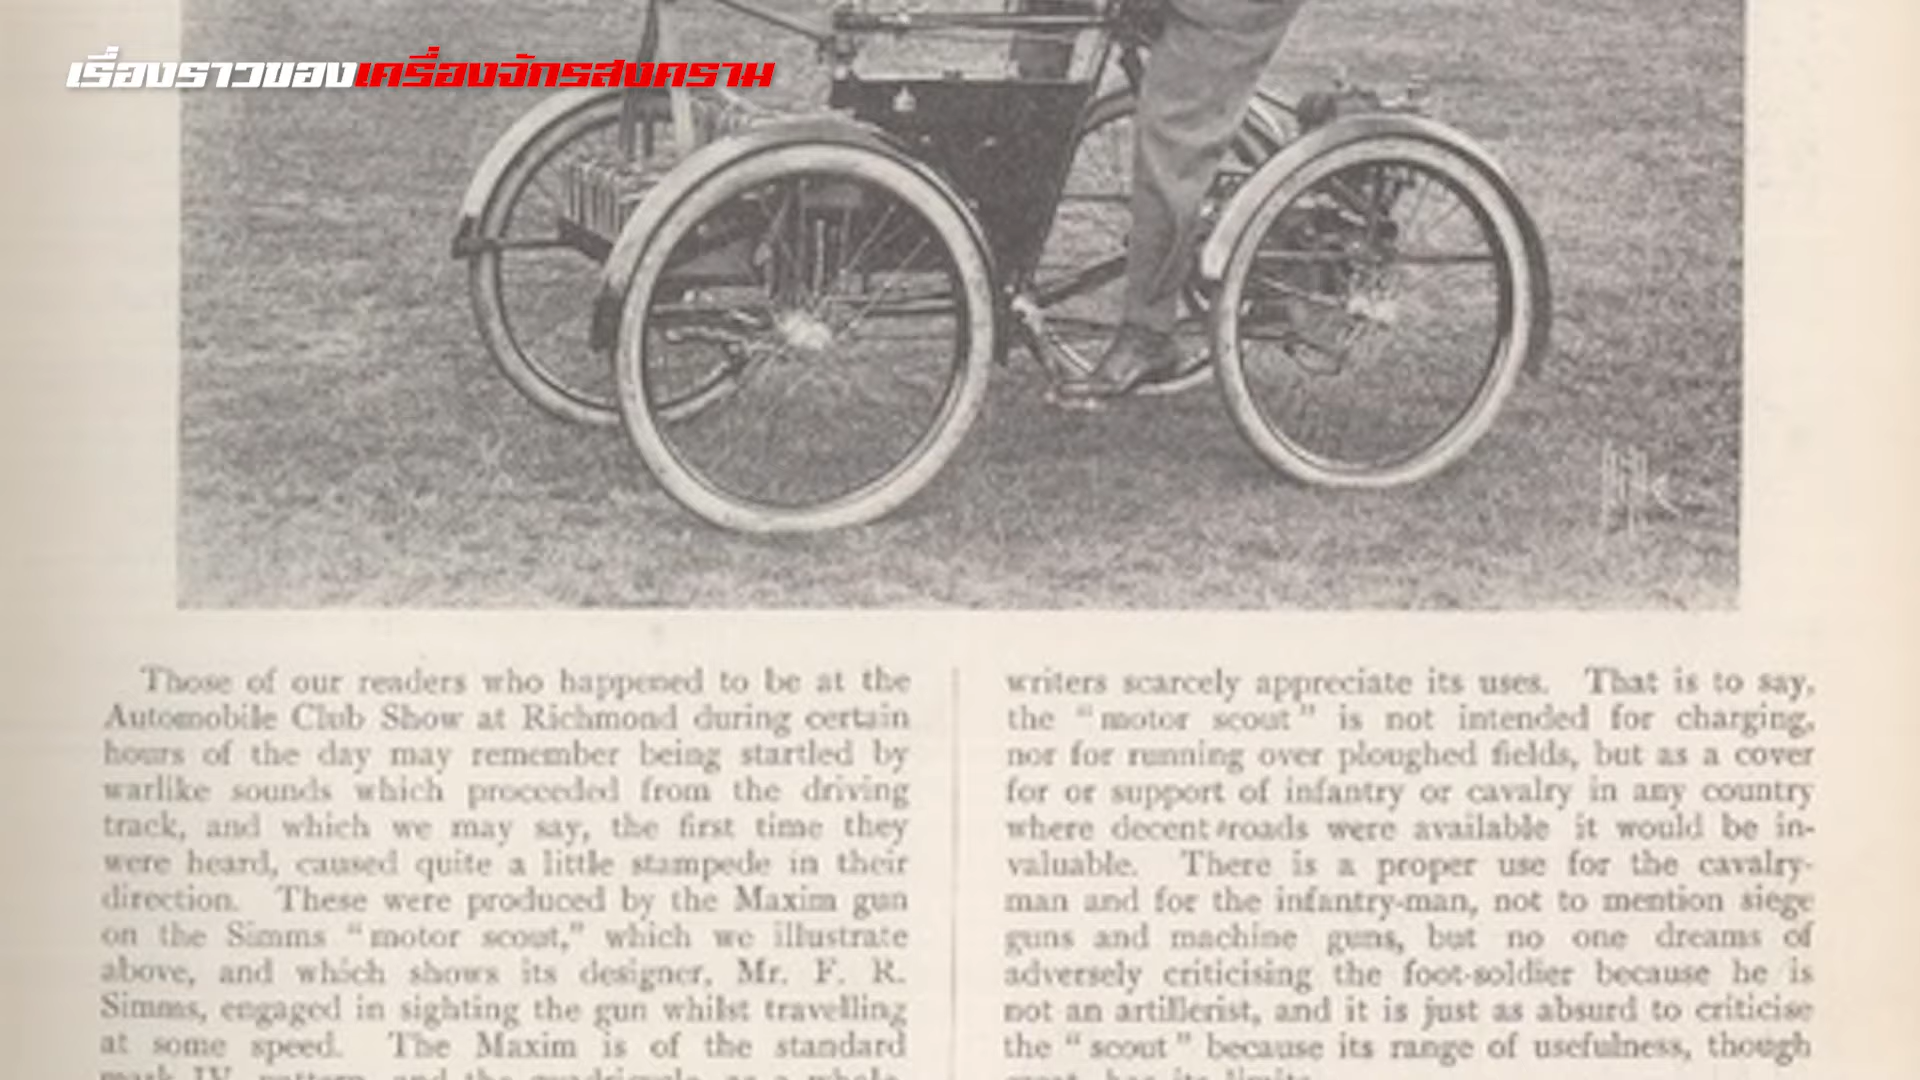 เรื่องราวของเครื่องจักรสงคราม
Those of our readers who happened to be at the
Automobile Club Show at Richmond during certain
hours of the day may remember being startled by
warlike sounds which proceeded from the driving
track, and which we may say, the first time they
were heard, caused quite a little stampede in their
direction. These were produced by the Maxim gun
on the Simms "motor scout," which we illustrate
above, and which shows its designer, Mr. F. R.
Simms, engaged in sighting the gun whilst travelling
at some speed. The Maxim is of the standard
writers scarcely appreciate its uses. That is to say,
the "motor scout" is not intended for charging,
nor for running over ploughed fields, but as a cover
for or support of infantry or cavalry in any country
where decent roads were available it would be in-
valuable. There is a proper use for the cavalry-
man and for the infantry-man, not to mention siege
guns and machine guns, but no one dreams of
adversely criticising the foot-soldier because he is
not an artillerist, and it is just as absurd to criticise
the "scout" because its range of usefulness, though